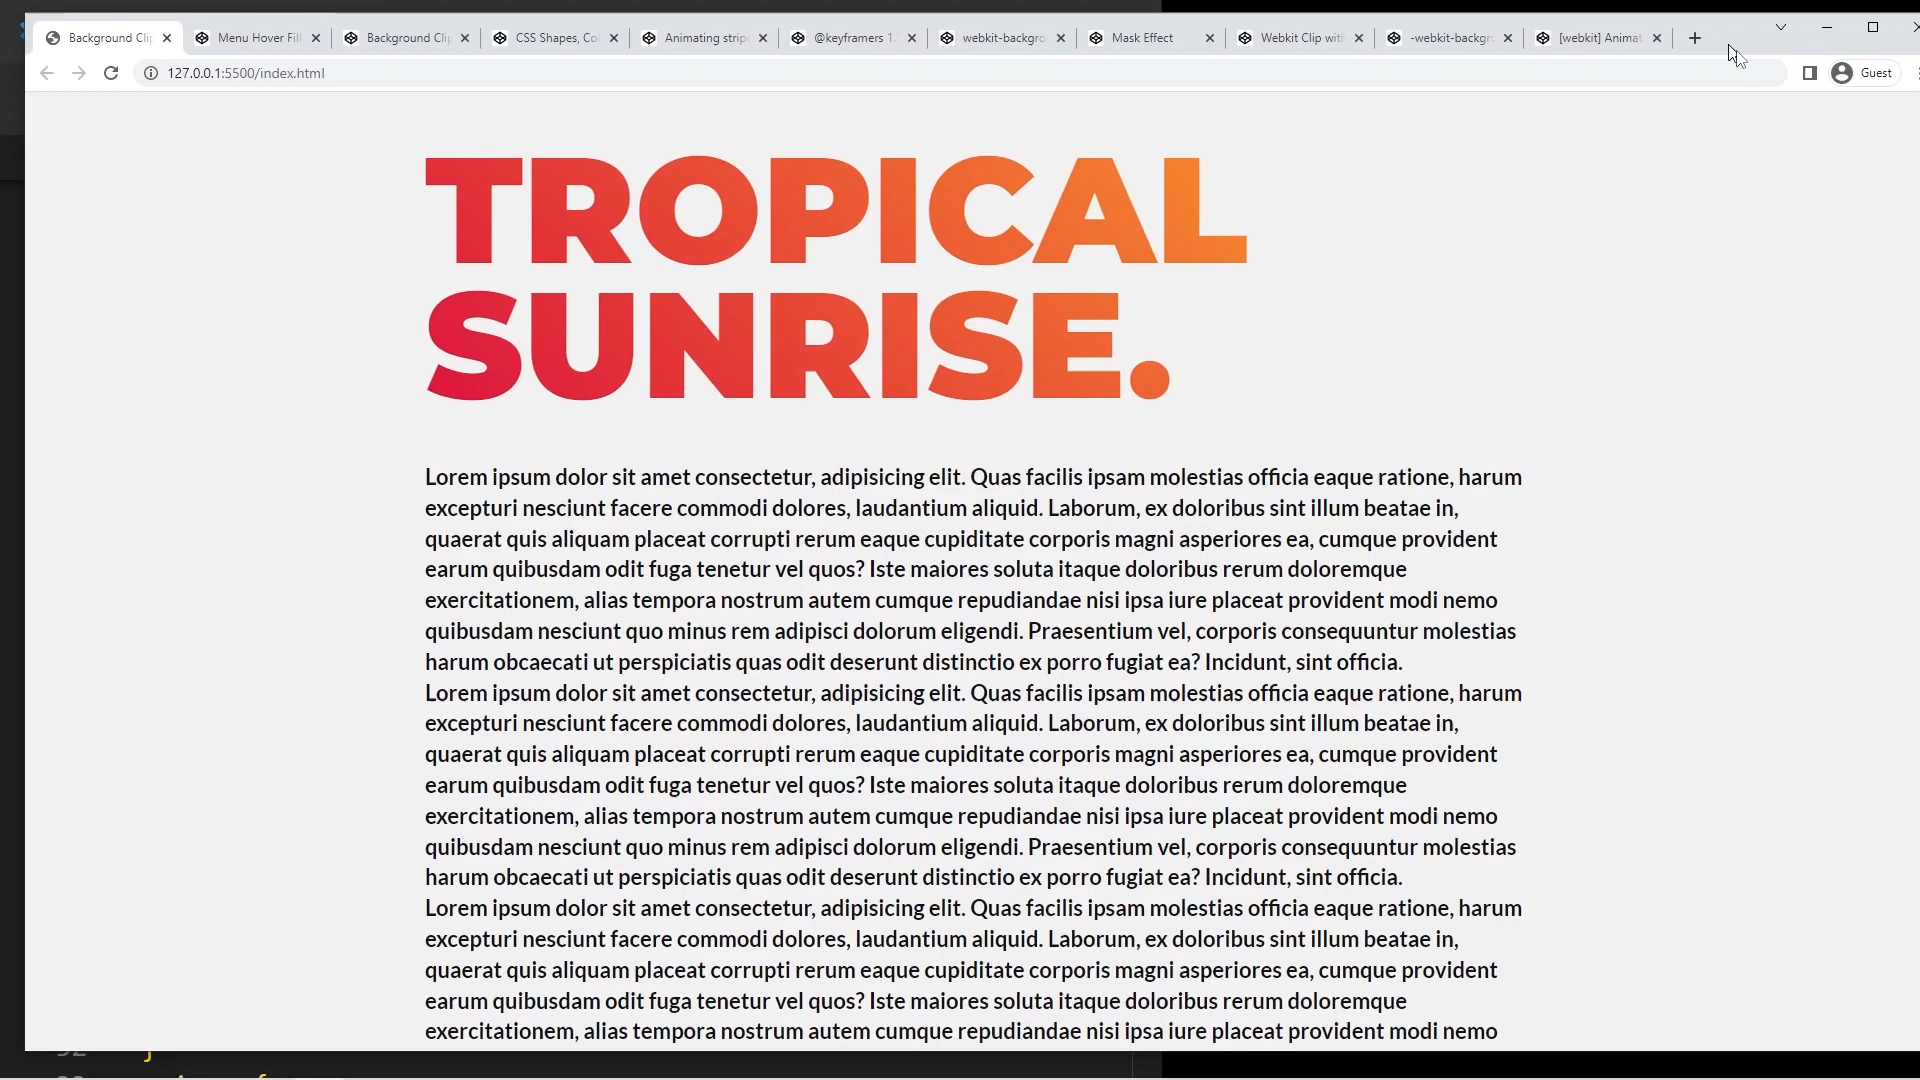 Background Cli
Menu Hover Fil
Background Cli
CSS Shapes, Co
Animating strip
@keyframers 1.
webkit-backgro
Mask Effect
Webkit Clip wit
-webkit-backgr
[webkit] Animat
127.0.0.1:5500/index.html
Guest
TROPICAL
SUNRISE.
Lorem ipsum dolor sit amet consectetur, adipisicing elit. Quas facilis ipsam molestias officia eaque ratione, harum
excepturi nesciunt facere commodi dolores, laudantium aliquid. Laborum, ex doloribus sint illum beatae in,
quaerat quis aliquam placeat corrupti rerum eaque cupiditate corporis magni asperiores ea, cumque provident
earum quibusdam odit fuga tenetur vel quos? Iste maiores soluta itaque doloribus rerum doloremque
exercitationem, alias tempora nostrum autem cumque repudiandae nisi ipsa iure placeat provident modi nemo
quibusdam nesciunt quo minus rem adipisci dolorum eligendi. Praesentium vel, corporis consequuntur molestias
harum obcaecati ut perspiciatis quas odit deserunt distinctio ex porro fugiat ea? Incidunt, sint officia.
Lorem ipsum dolor sit amet consectetur, adipisicing elit. Quas facilis ipsam molestias officia eaque ratione, harum
excepturi nesciunt facere commodi dolores, laudantium aliquid. Laborum, ex doloribus sint illum beatae in,
quaerat quis aliquam placeat corrupti rerum eaque cupiditate corporis magni asperiores ea, cumque provident
earum quibusdam odit fuga tenetur vel quos? Iste maiores soluta itaque doloribus rerum doloremque
exercitationem, alias tempora nostrum autem cumque repudiandae nisi ipsa iure placeat provident modi nemo
quibusdam nesciunt quo minus rem adipisci dolorum eligendi. Praesentium vel, corporis consequuntur molestias
harum obcaecati ut perspiciatis quas odit deserunt distinctio ex porro fugiat ea? Incidunt, sint officia.
Lorem ipsum dolor sit amet consectetur, adipisicing elit. Quas facilis ipsam molestias officia eaque ratione, harum
excepturi nesciunt facere commodi dolores, laudantium aliquid. Laborum, ex doloribus sint illum beatae in,
quaerat quis aliquam placeat corrupti rerum eaque cupiditate corporis magni asperiores ea, cumque provident
earum quibusdam odit fuga tenetur vel quos? Iste maiores soluta itaque doloribus rerum doloremque
exercitationem, alias tempora nostrum autem cumque repudiandae nisi ipsa iure placeat provident modi nemo